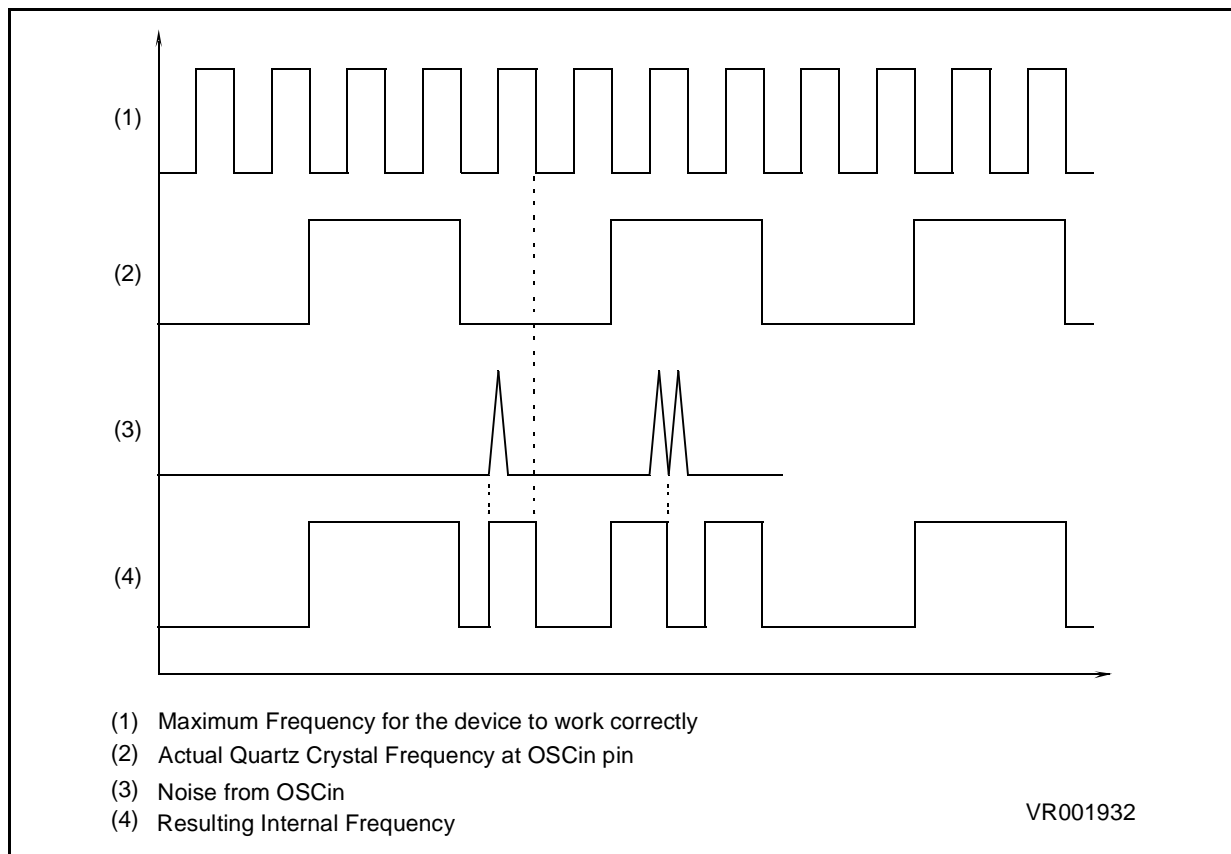 (1)
(2)
(3)
(4)
(1) Maximum Frequency for the device to work correctly
(2) Actual Quartz Crystal Frequency at OSCin pin
(3) Noise from OSCin
(4) Resulting Internal Frequency
VR001932